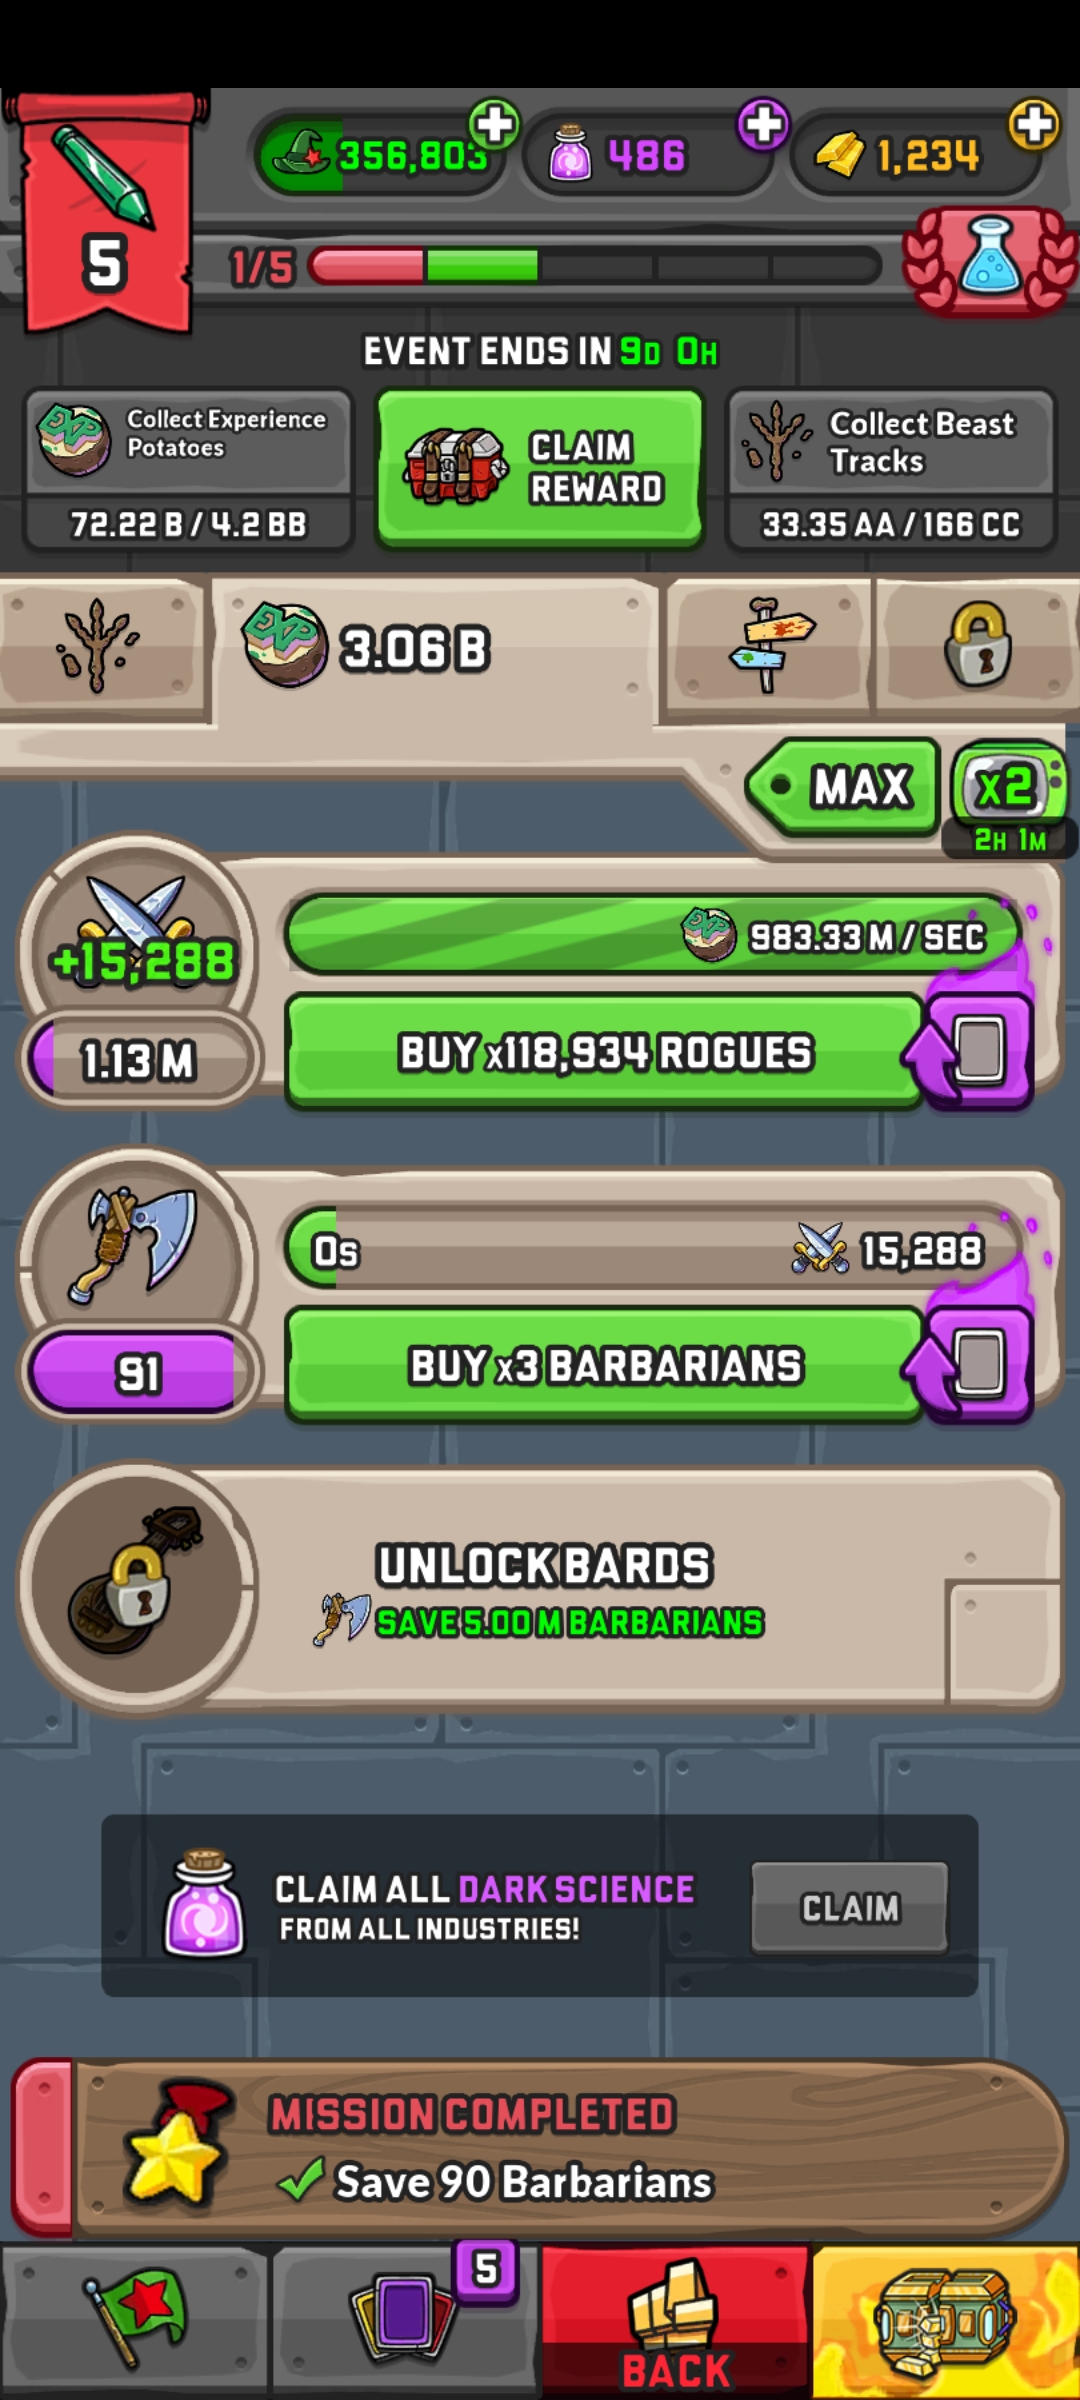 356,803
486
1,234
5
1/5
EVENT ENDS IN 9D 0H
EXP
Collect Experience
Potatoes
72.22 B / 4.2 BB
CLAIM
REWARD
Collect Beast
Tracks
33.35 AA / 166 CC
EXP
3.06 B
MAX
x2
2H 1M
+15,288
EXP
983.33 M / SEC
1.13 M
BUY x118,934 ROGUES
0S
15,288
91
BUY x3 BARBARIANS
UNLOCK BARDS
SAVE 5.00 M BARBARIANS
CLAIM ALL DARK SCIENCE
FROM ALL INDUSTRIES!
CLAIM
MISSION COMPLETED
Save 90 Barbarians
5
BACK